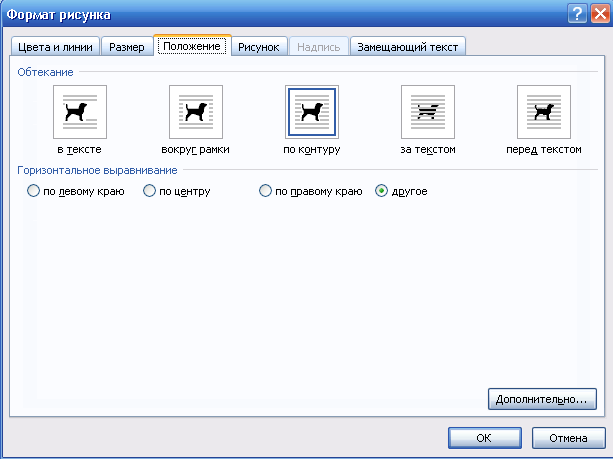 Формат рисунка
Цвета и линии Размер Положение Рисунок Надпись Замещающий текст
Обтекание
в тексте вокруг рамки по контуру за текстом перед текстом
Горизонтальное выравнивание
по левому краю по центру по правому краю другое
Дополнительно...
ОК Отмена